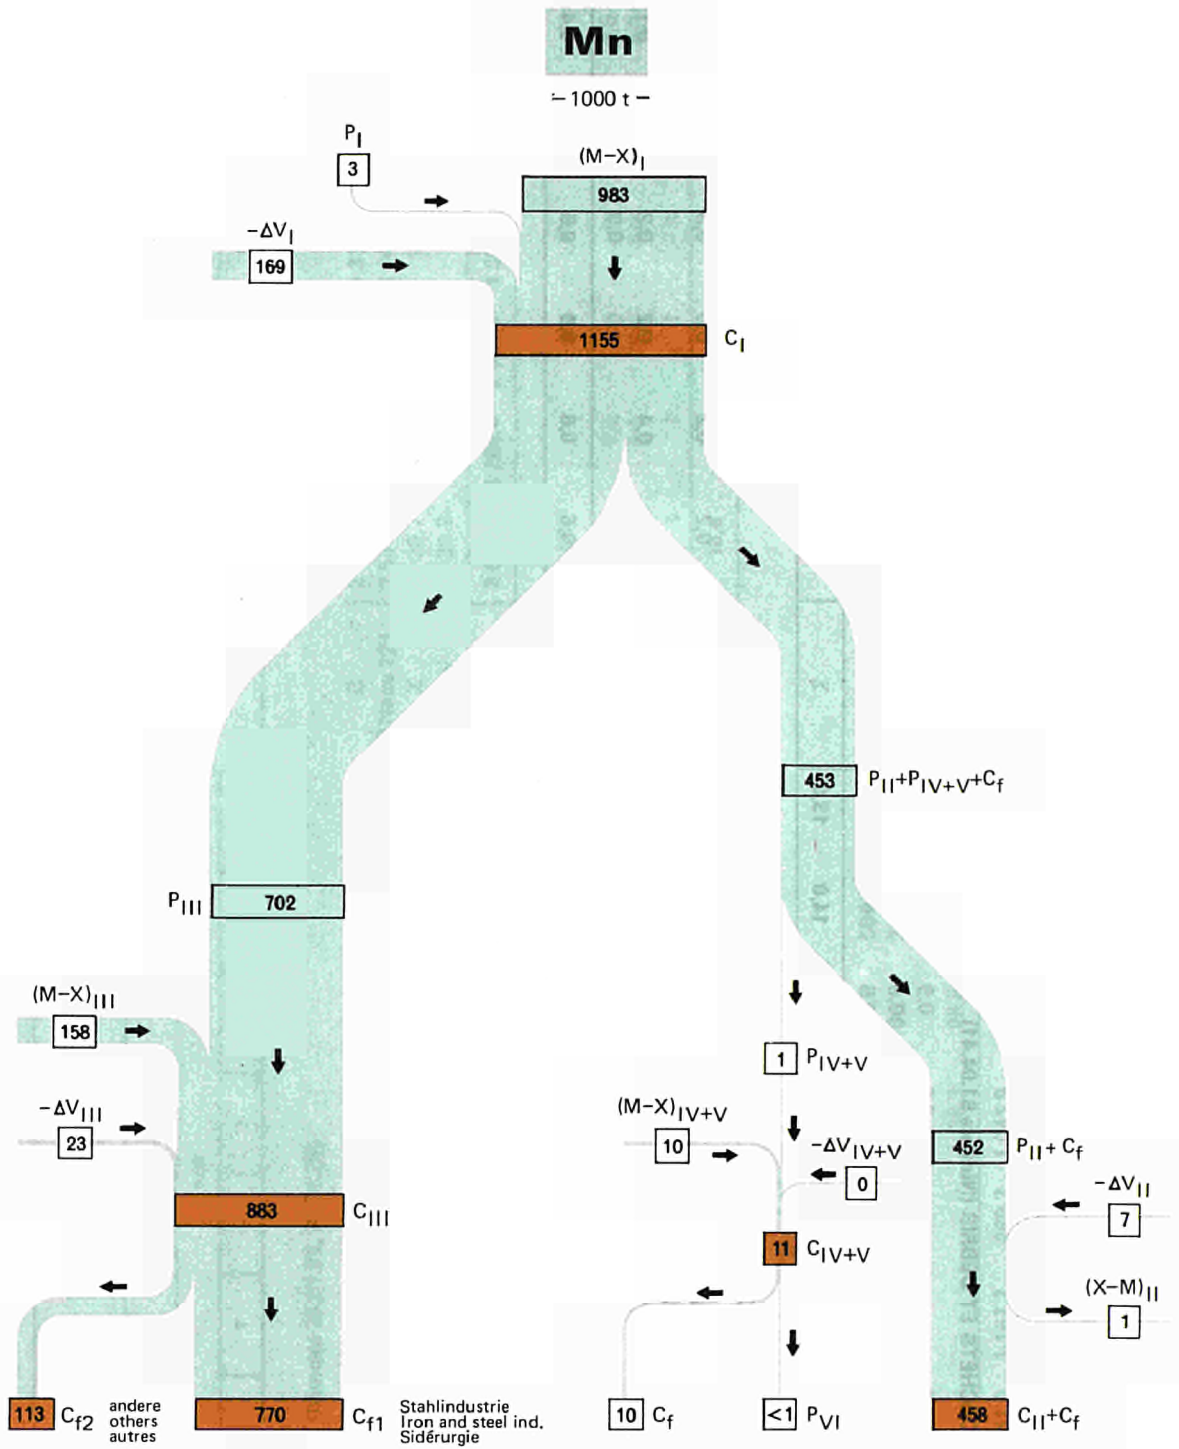 Mn
– 1000 t –
P_I
3
(M–X)_I
983
-ΔV_I
169
1155
C_I
453
P_II+P_IV+V+C_f
P_III
702
(M–X)_III
158
1
P_IV+V
-ΔV_III
23
(M–X)_IV+V
10
-ΔV_IV+V
0
452
P_II + C_f
-ΔV_II
7
883
C_III
11
C_IV+V
(X–M)_II
1
113
C_f2
andere
others
autres
770
C_f1
Stahlindustrie
Iron and steel ind.
Sidérurgie
10
C_f
<1
P_VI
458
C_II+C_f